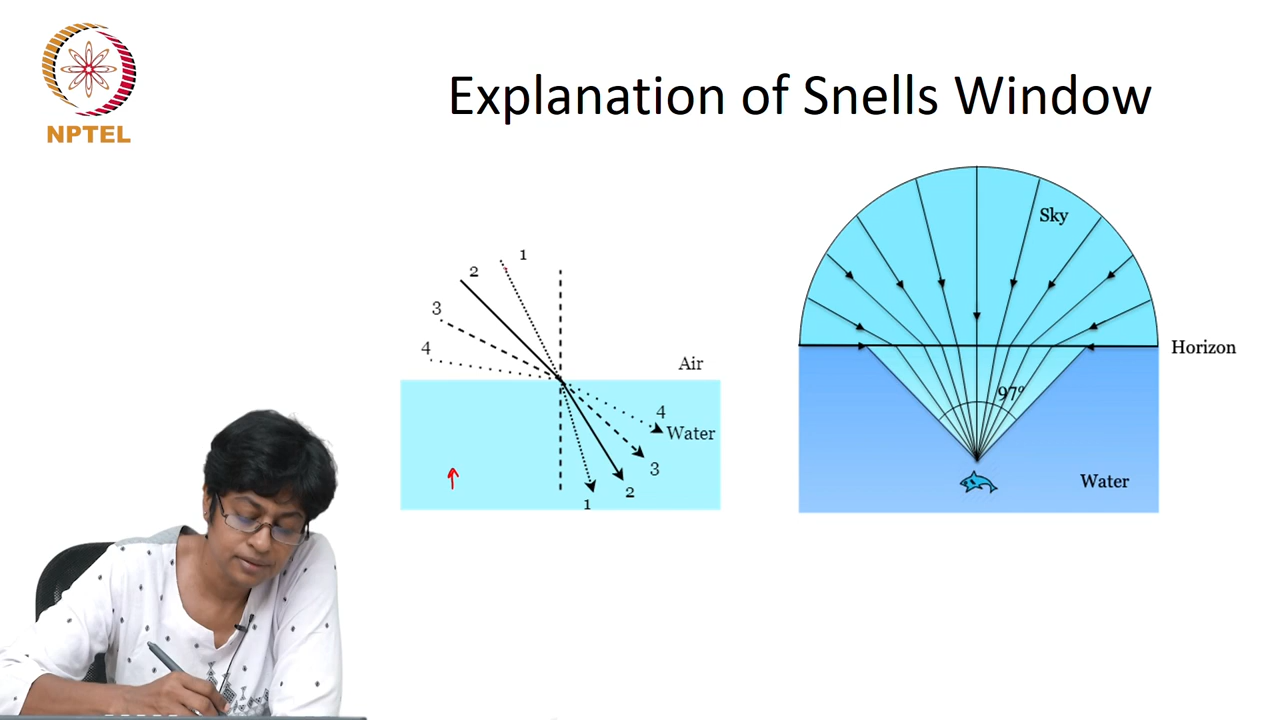 NPTEL
Explanation of Snells Window
1
2
3
4
Air
4
Water
3
2
1
Sky
Horizon
97°
Water